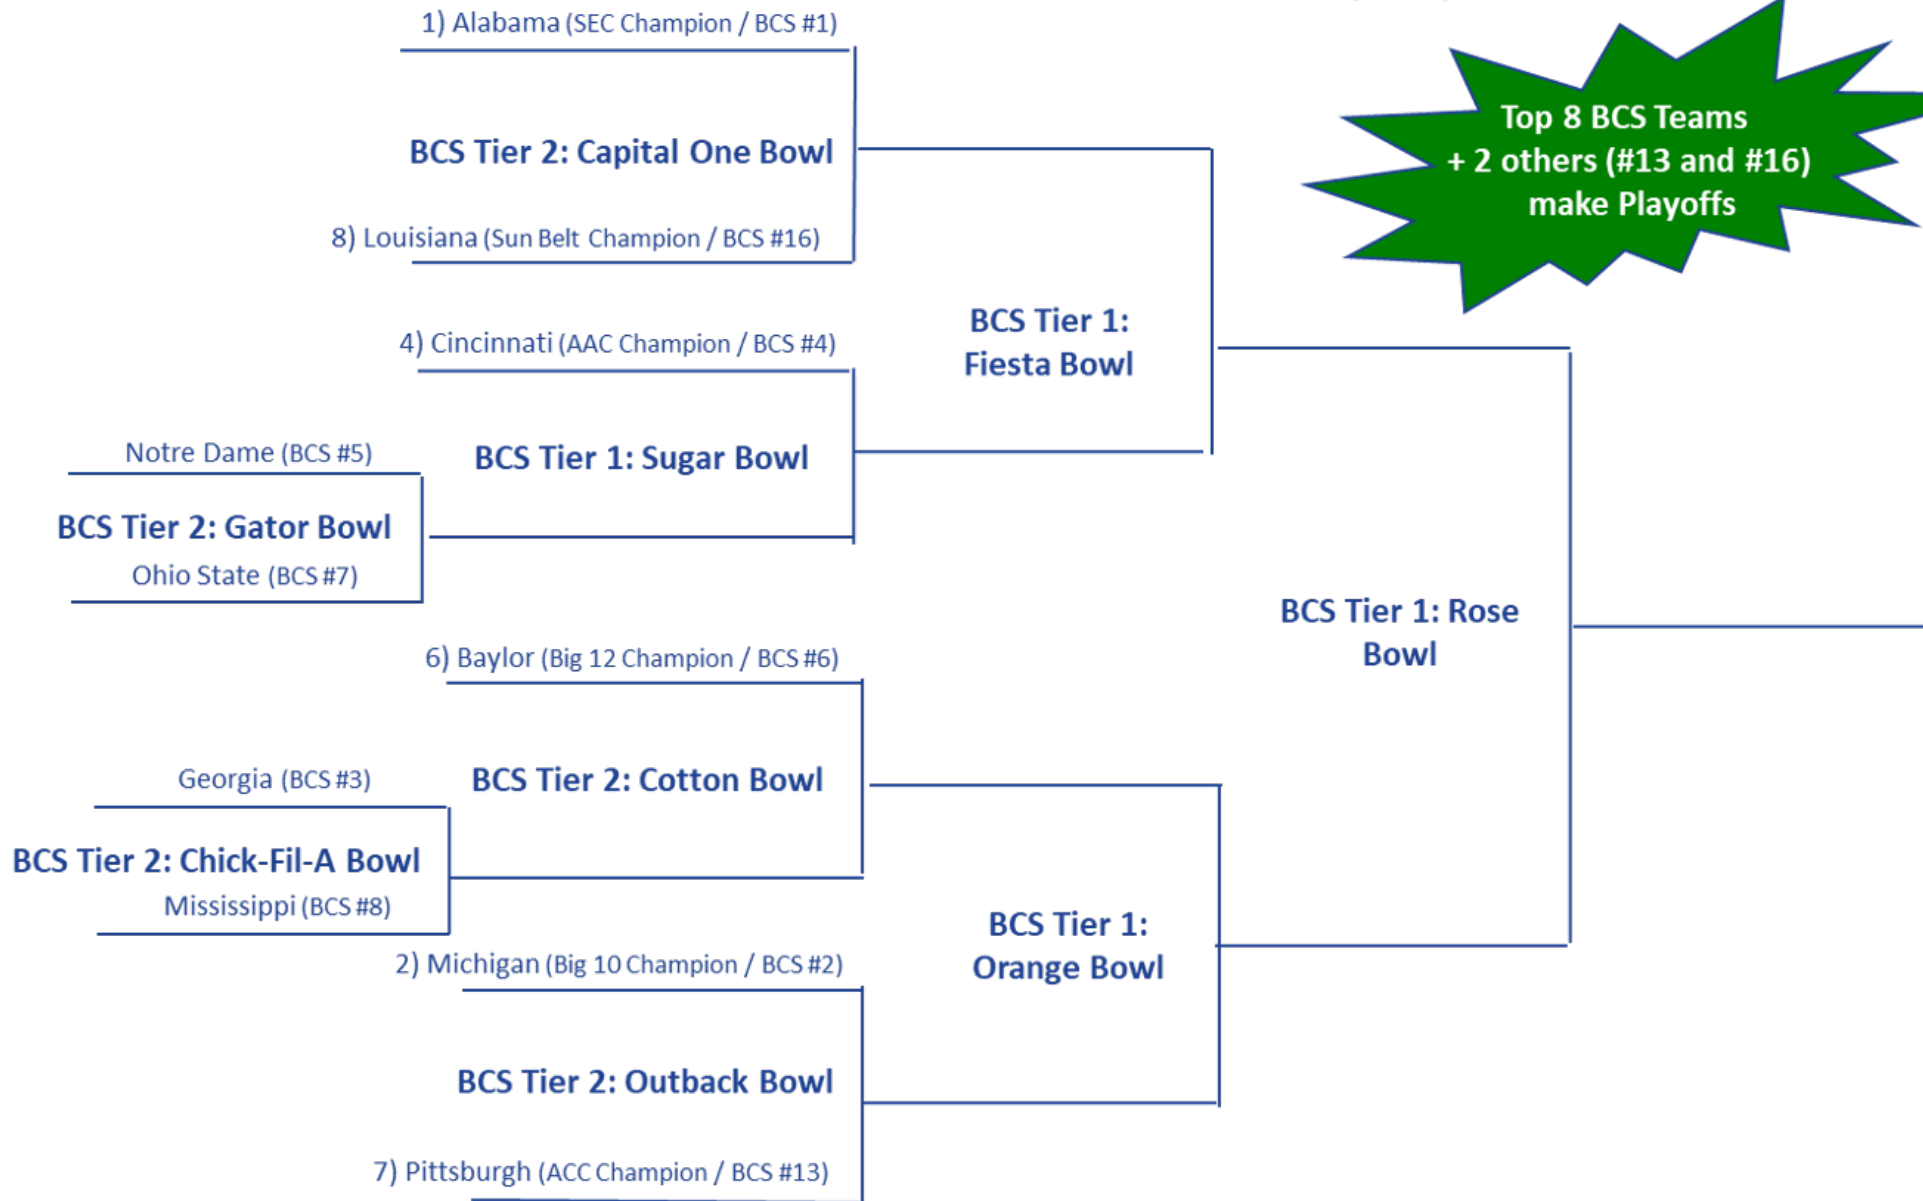 1) Alabama (SEC Champion / BCS #1)
BCS Tier 2: Capital One Bowl
8) Louisiana (Sun Belt Champion / BCS #16)
Top 8 BCS Teams
+ 2 others (#13 and #16)
make Playoffs
4) Cincinnati (AAC Champion / BCS #4)
BCS Tier 1:
Fiesta Bowl
Notre Dame (BCS #5)
BCS Tier 1: Sugar Bowl
BCS Tier 2: Gator Bowl
Ohio State (BCS #7)
BCS Tier 1: Rose
Bowl
6) Baylor (Big 12 Champion / BCS #6)
Georgia (BCS #3)
BCS Tier 2: Cotton Bowl
BCS Tier 2: Chick-Fil-A Bowl
Mississippi (BCS #8)
BCS Tier 1:
Orange Bowl
2) Michigan (Big 10 Champion / BCS #2)
BCS Tier 2: Outback Bowl
7) Pittsburgh (ACC Champion / BCS #13)